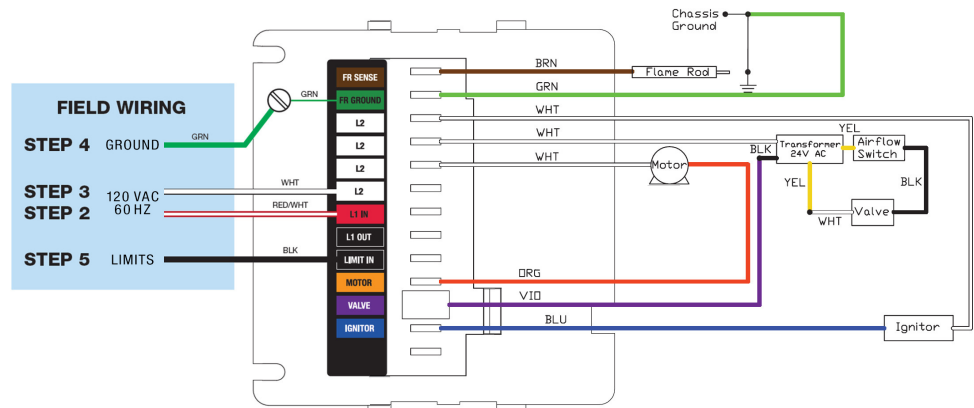 FIELD WIRING
STEP 4 GROUND GRN
STEP 3
120 VAC
60 HZ
STEP 2
WHT
RED/WHT
STEP 5 LIMITS BLK
GRN
FR SENSE
FR GROUND
L2
L2
L2
L2
L1 IN
L1 OUT
LIMIT IN
MOTOR
VALVE
IGNITOR
Chassis
Ground
BRN
Flame Rod
GRN
WHT
WHT
WHT
Motor
BLK
Transformer
24V AC
YEL
Airflow
Switch
YEL
BLK
WHT
Valve
ORG
VIO
BLU
Ignitor